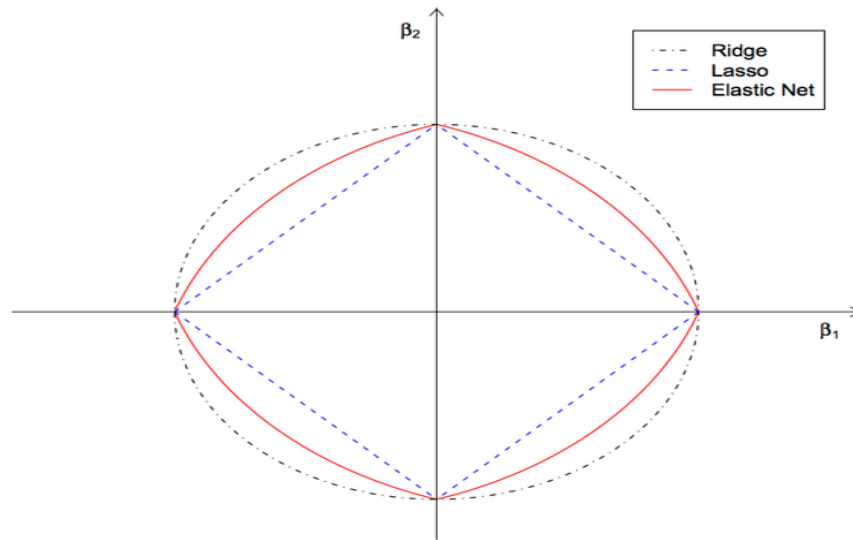 β₂
Ridge
Lasso
Elastic Net
β₁